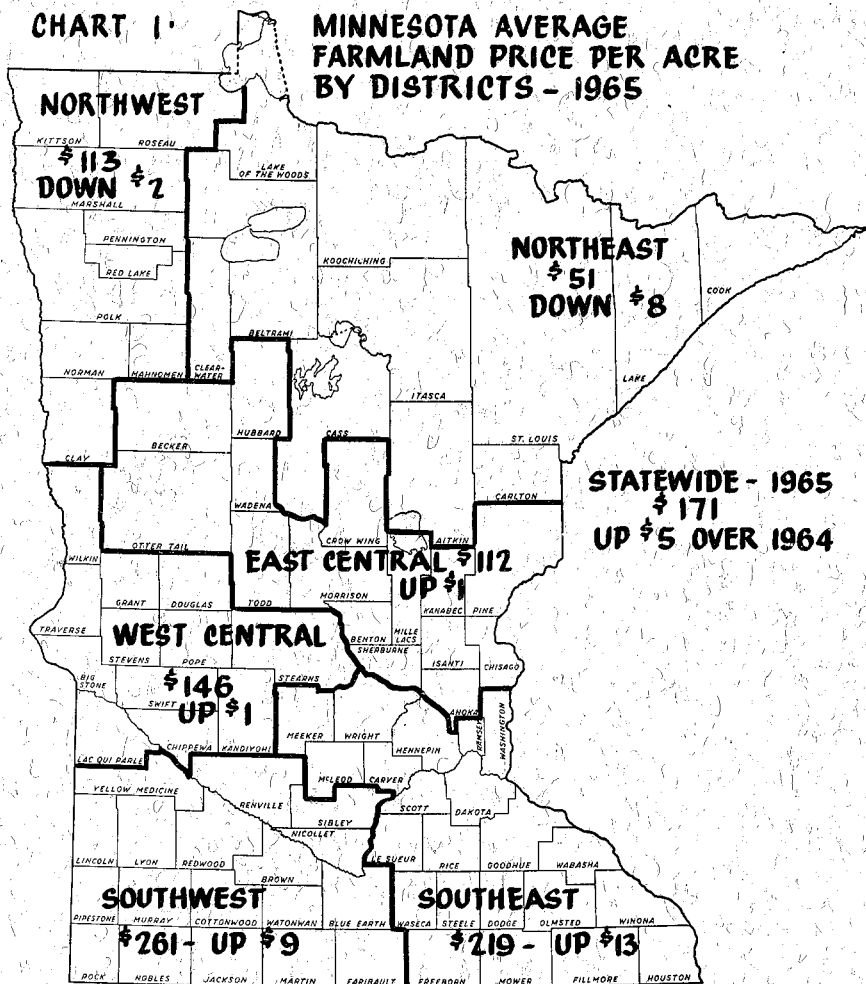 CHART 1
MINNESOTA AVERAGE
FARMLAND PRICE PER ACRE
BY DISTRICTS - 1965
NORTHWEST
KITTSON
ROSEAU
$113
DOWN $2
LAKE
OF THE WOODS
MARSHALL
PENNINGTON
RED LAKE
KOOCHICHING
NORTHEAST
$51
DOWN $8
COOK
POLK
BELTRAMI
NORMAN
MAHNOMEN
CLEAR-
WATER
LAKE
ITASCA
HUBBARD
CASS
ST. LOUIS
CLAY
BECKER
STATEWIDE - 1965
$171
UP $5 OVER 1964
WADENA
CARLTON
OTTER TAIL
CROW WING
AITKIN
WILKIN
EAST CENTRAL $112
UP $1
GRANT
DOUGLAS
TODD
MORRISON
KANABEC
PINE
TRAVERSE
WEST CENTRAL
BENTON
MILLE
LACS
SHERBURNE
STEVENS
POPE
STEARNS
ISANTI
CHISAGO
BIG
STONE
$146
UP $1
SWIFT
ANOKA
RAMSEY
WASHINGTON
MEEKER
WRIGHT
HENNEPIN
CHIPPEWA
KANDIYOHI
LAC QUI PARLE
McLEOD
CARVER
YELLOW MEDICINE
RENVILLE
SCOTT
DAKOTA
SIBLEY
NICOLLET
LINCOLN
LYON
REDWOOD
LE SUEUR
RICE
GOODHUE
WABASHA
BROWN
SOUTHWEST
SOUTHEAST
PIPESTONE
MURRAY
COTTONWOOD
WATONWAN
BLUE EARTH
WASECA
STEELE
DODGE
OLMSTED
WINONA
$261 - UP $9
$219 - UP $13
ROCK
NOBLES
JACKSON
MARTIN
FARIBAULT
FREEBORN
MOWER
FILLMORE
HOUSTON